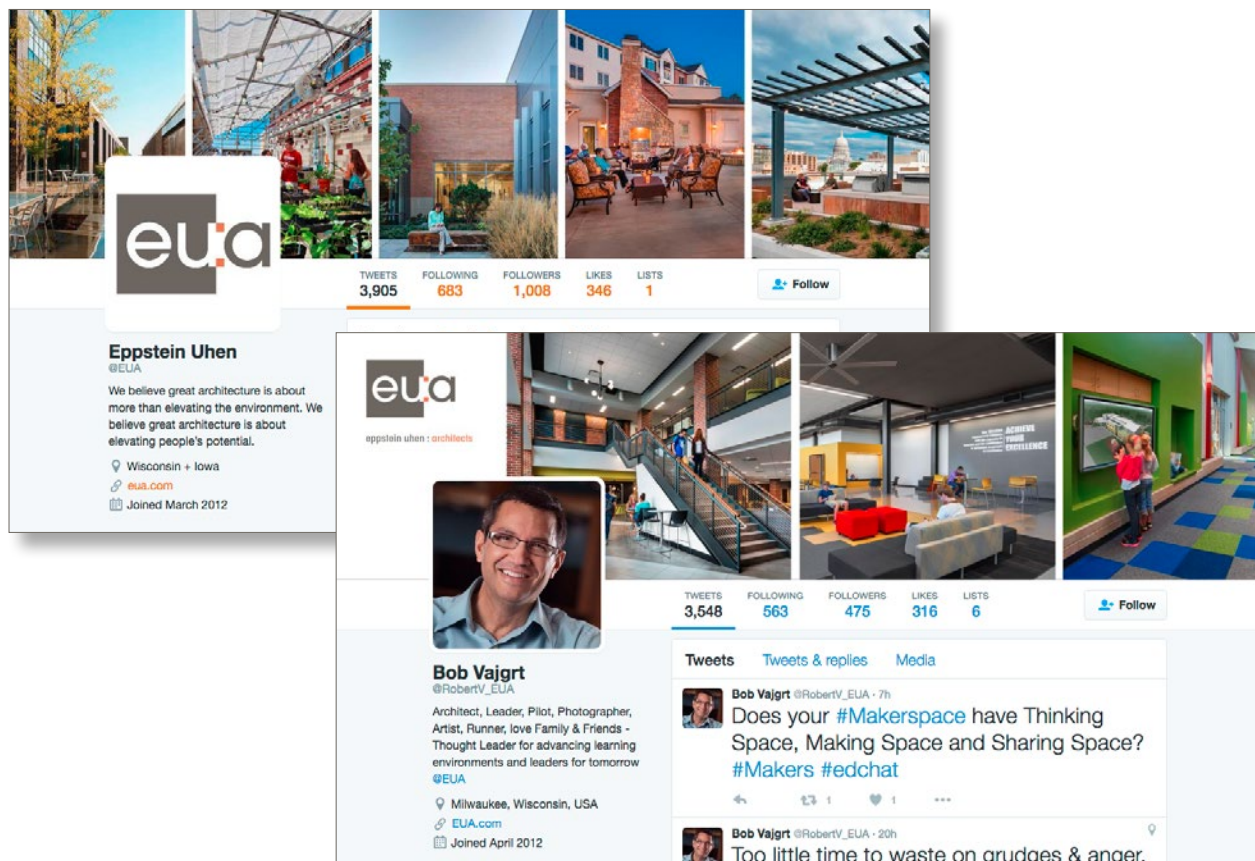 eu:a
TWEETS FOLLOWING FOLLOWERS LIKES LISTS
3,905 683 1,008 346 1
Follow
Eppstein Uhen
@EUA
We believe great architecture is about
more than elevating the environment. We
believe great architecture is about
elevating people's potential.
Wisconsin + Iowa
eua.com
Joined March 2012
eu:a
eppstein uhen : architects
ACHIEVE
YOUR
EXCELLENCE
TWEETS FOLLOWING FOLLOWERS LIKES LISTS
3,548 563 475 316 6
Follow
Bob Vajgrt
@RobertV_EUA
Architect, Leader, Pilot, Photographer,
Artist, Runner, love Family & Friends -
Thought Leader for advancing learning
environments and leaders for tomorrow
@EUA
Milwaukee, Wisconsin, USA
EUA.com
Joined April 2012
Tweets Tweets & replies Media
Bob Vajgrt @RobertV_EUA · 7h
Does your #Makerspace have Thinking
Space, Making Space and Sharing Space?
#Makers #edchat
1 1
Bob Vajgrt @RobertV_EUA · 20h
Too little time to waste on grudges & anger.